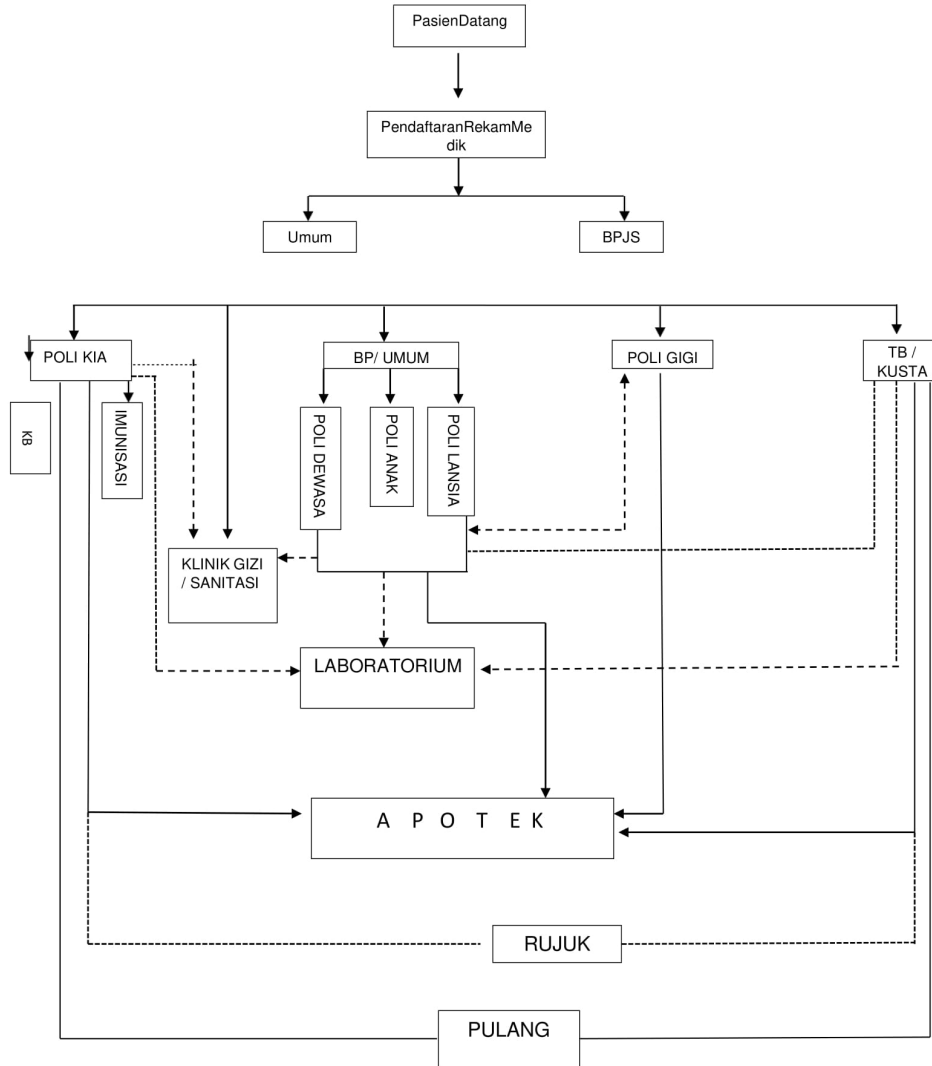 PasienDatang
PendaftaranRekamMe
dik
Umum
BPJS
POLI KIA
BP/ UMUM
POLI GIGI
TB /
KUSTA
KB
IMUNISASI
POLI DEWASA
POLI ANAK
POLI LANSIA
KLINIK GIZI
/ SANITASI
LABORATORIUM
A P O T E K
RUJUK
PULANG